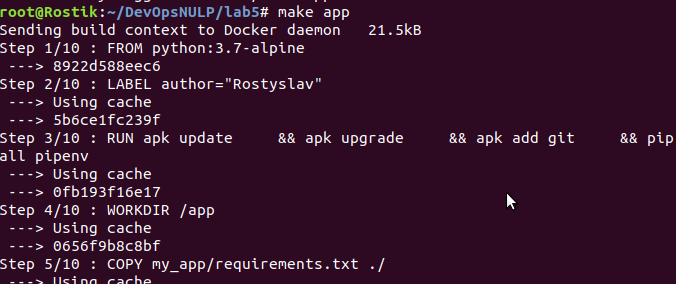 root@Rostik:~/DevOpsNULP/lab5# make app
Sending build context to Docker daemon   21.5kB
Step 1/10 : FROM python:3.7-alpine
 ---> 8922d588eec6
Step 2/10 : LABEL author="Rostyslav"
 ---> Using cache
 ---> 5b6ce1fc239f
Step 3/10 : RUN apk update     && apk upgrade     && apk add git     && pip
all pipenv
 ---> Using cache
 ---> 0fb193f16e17
Step 4/10 : WORKDIR /app
 ---> Using cache
 ---> 0656f9b8c8bf
Step 5/10 : COPY my_app/requirements.txt ./
 ---> Using cache